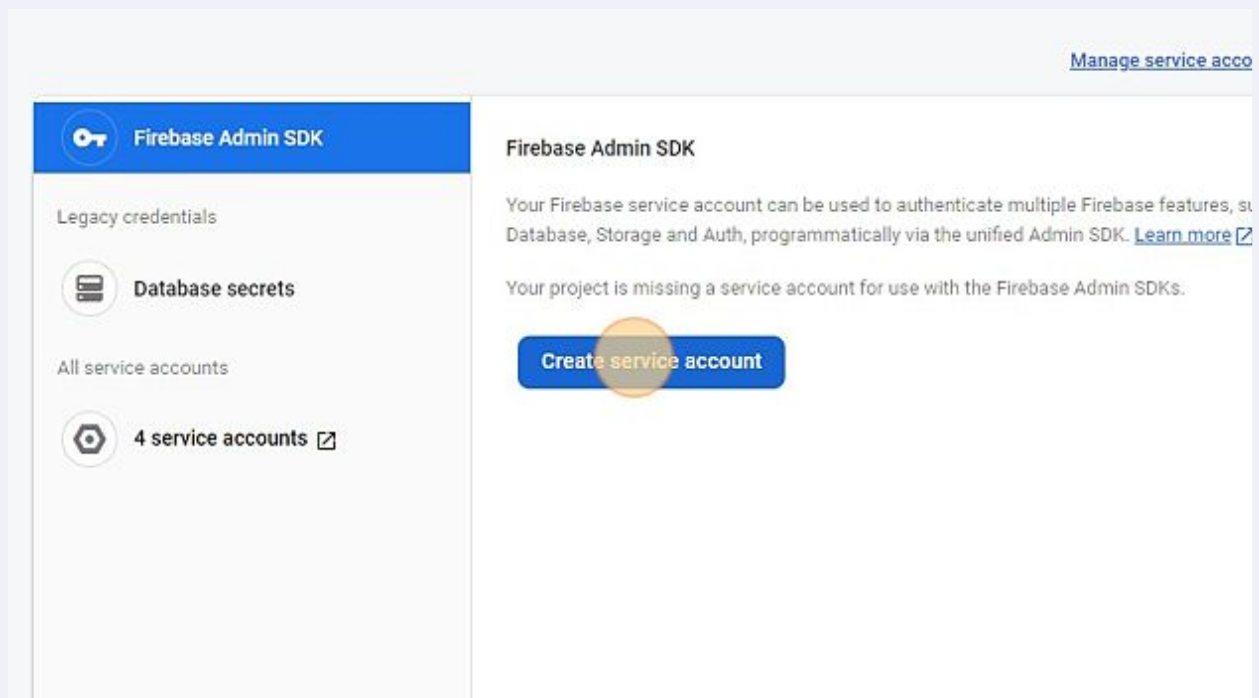 Manage service acco
Firebase Admin SDK
Legacy credentials
Database secrets
All service accounts
4 service accounts
Firebase Admin SDK
Your Firebase service account can be used to authenticate multiple Firebase features, su
Database, Storage and Auth, programmatically via the unified Admin SDK. Learn more
Your project is missing a service account for use with the Firebase Admin SDKs.
Create service account